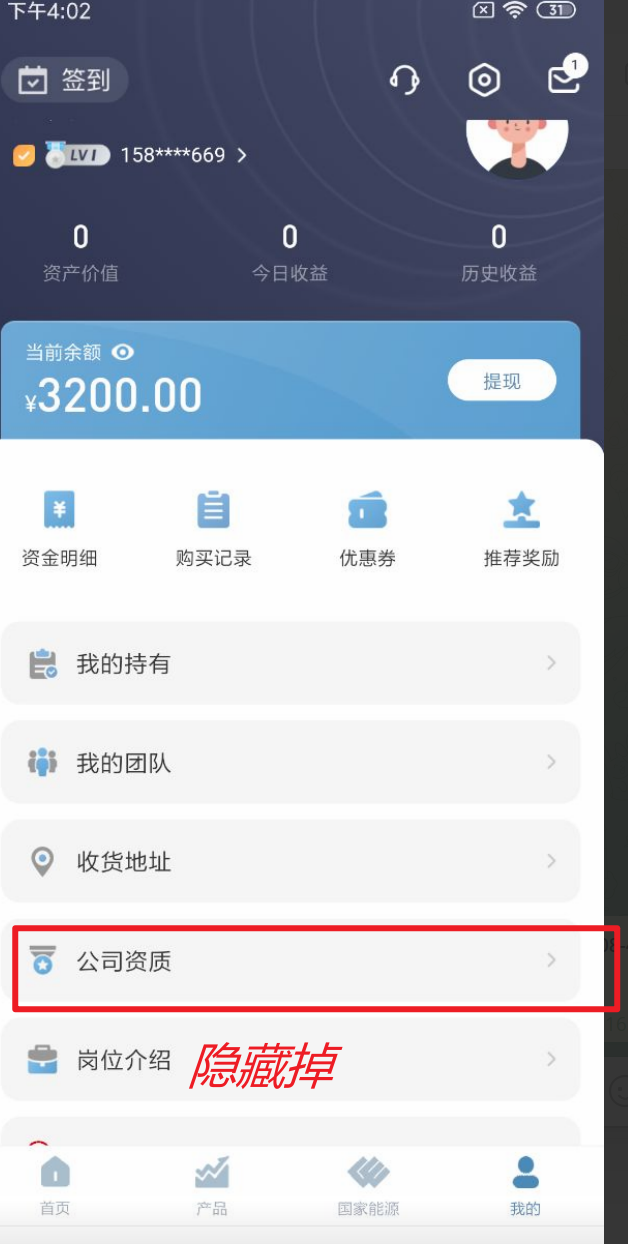 下午4:02 31
签到 1
LV1 158****669 >
0 0 0
资产价值 今日收益 历史收益
当前余额
¥3200.00 提现
资金明细 购买记录 优惠券 推荐奖励
我的持有
我的团队
收货地址
公司资质
岗位介绍 隐藏掉
首页 产品 国家能源 我的